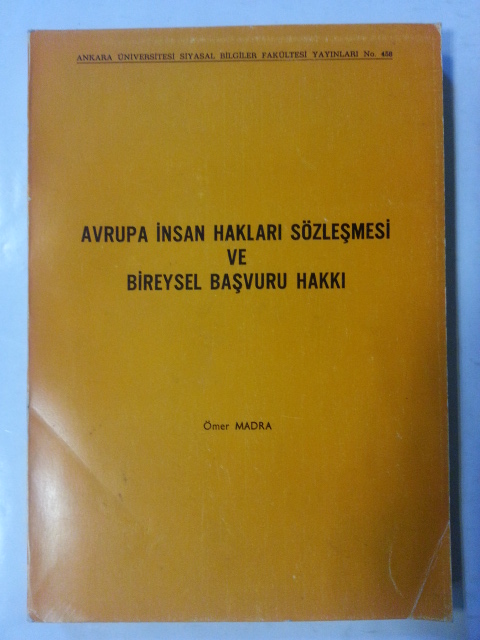 ANKARA ÜNİVERSİTESİ SİYASAL BİLGİLER FAKÜLTESİ YAYINLARI No. 458
AVRUPA İNSAN HAKLARI SÖZLEŞMESİ
VE
BİREYSEL BAŞVURU HAKKI
Ömer MADRA